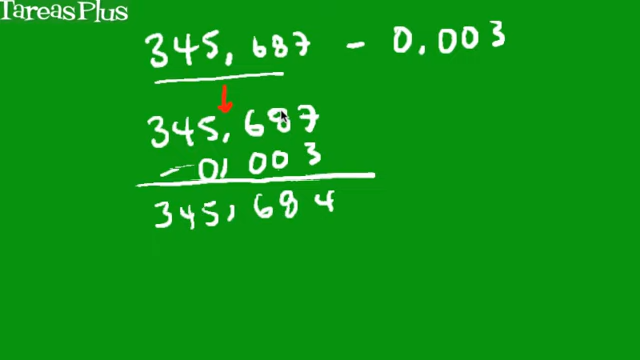 TareasPlus
345,687 - 0,003
345,687
- 0,003
345,684